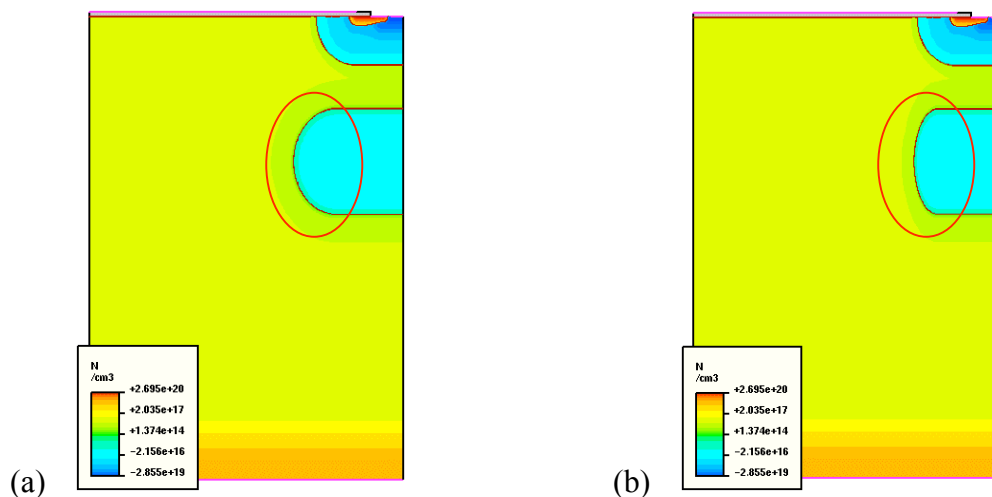 (a)
N
/cm3
+2.695e+20
+2.035e+17
+1.374e+14
−2.156e+16
−2.855e+19
(b)
N
/cm3
+2.695e+20
+2.035e+17
+1.374e+14
−2.156e+16
−2.855e+19